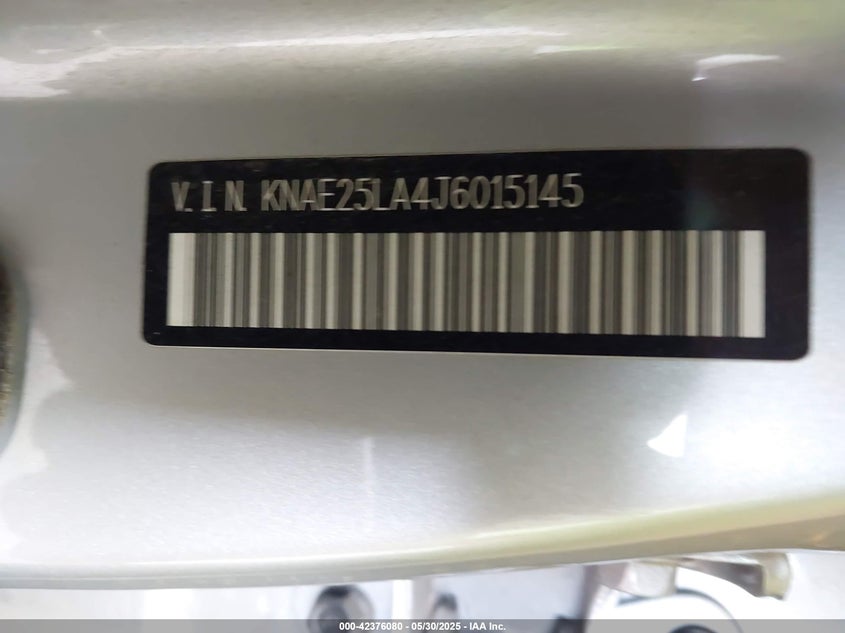 V.I.N. KNAE25LA4J6015145
000-42376080 - 05/30/2025 - IAA Inc.